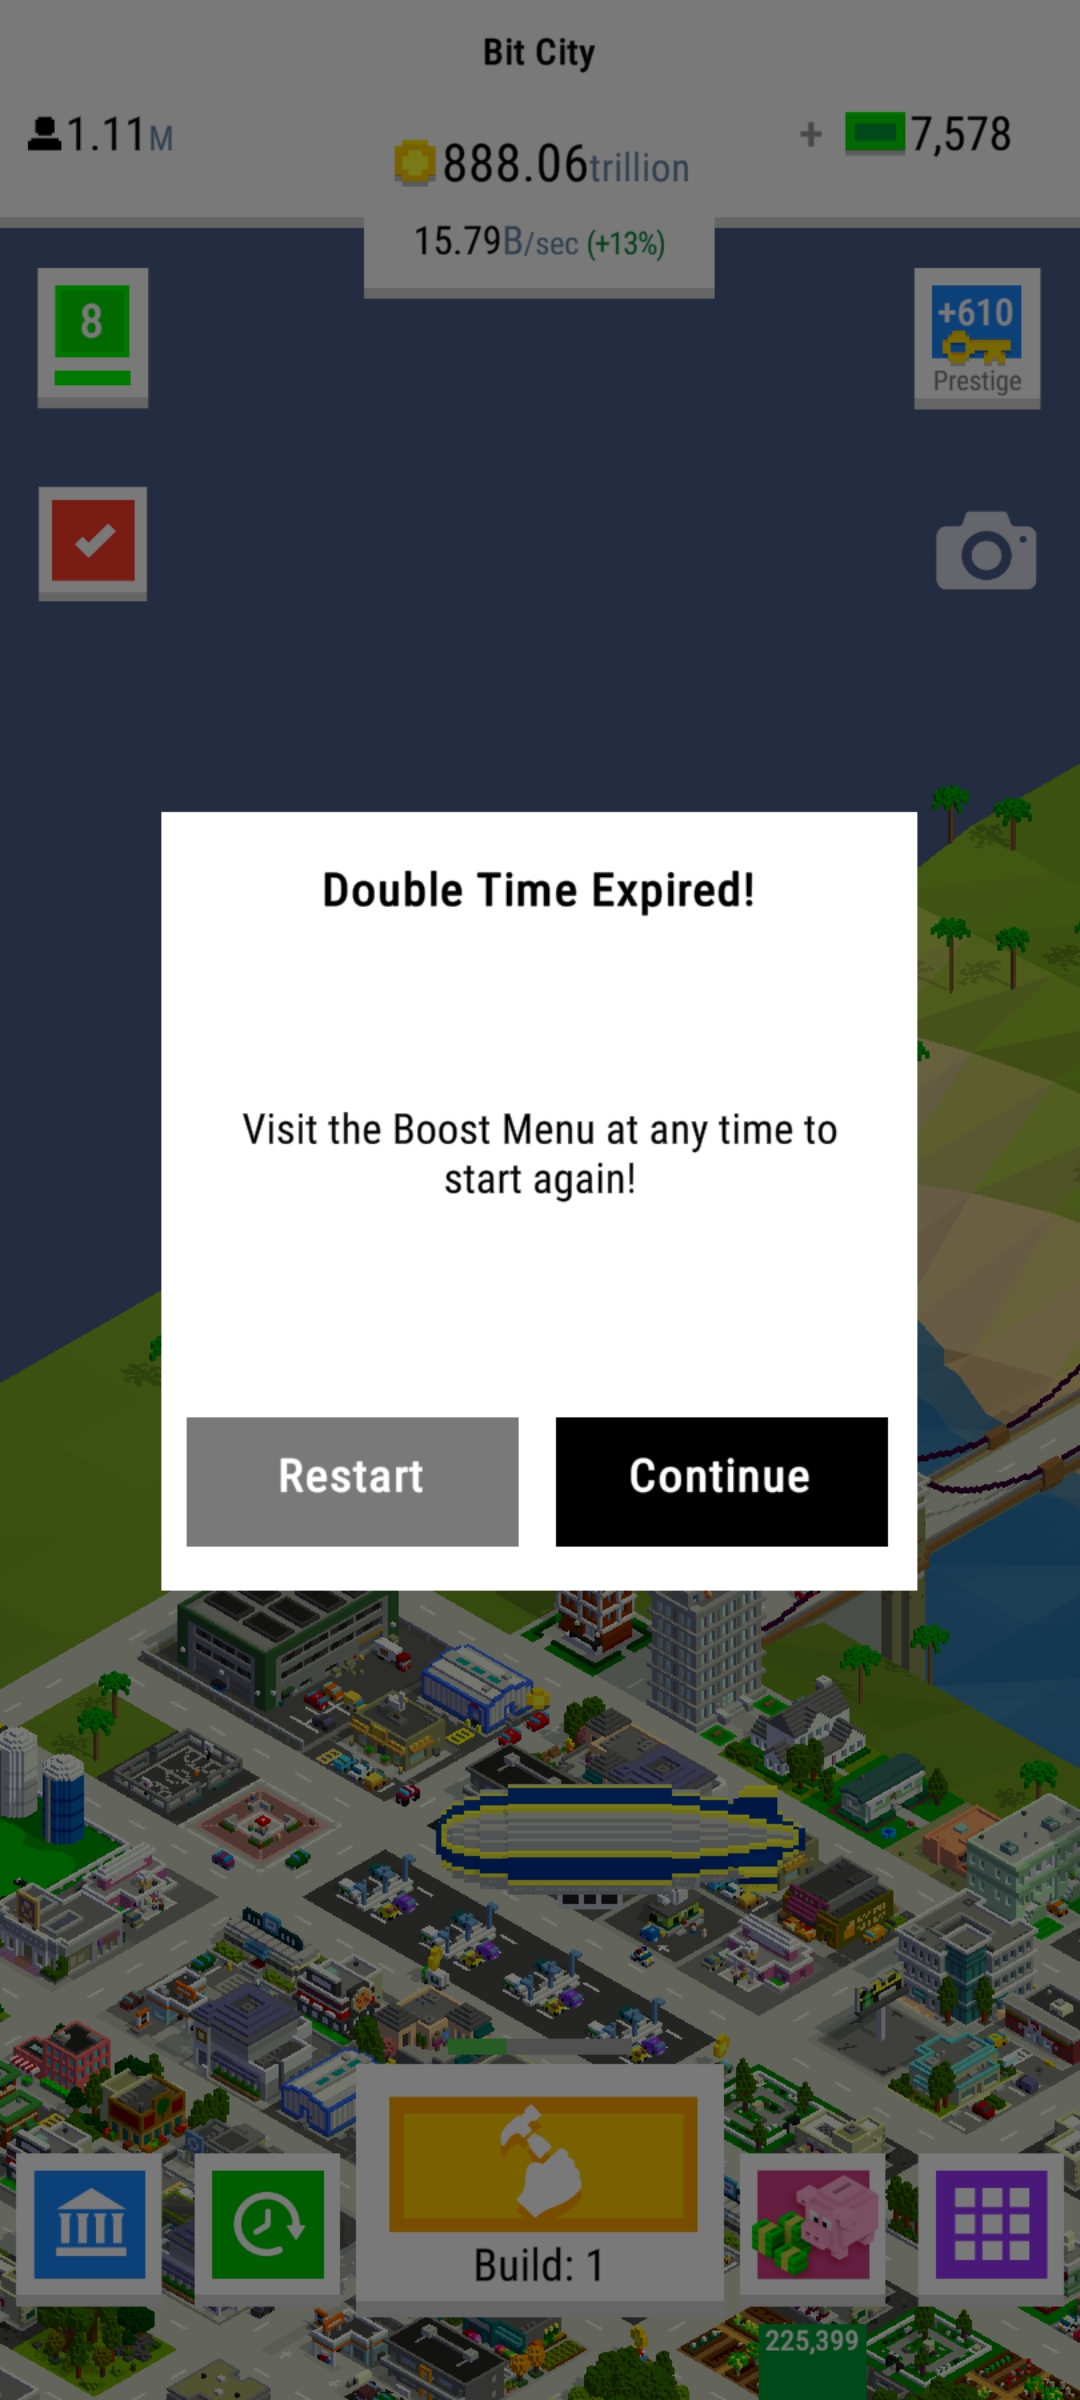 Bit City
1.11M
888.06trillion
+ 7,578
15.79B/sec (+13%)
8
+610
Prestige
Double Time Expired!
Visit the Boost Menu at any time to
start again!
Restart
Continue
Build: 1
225,399